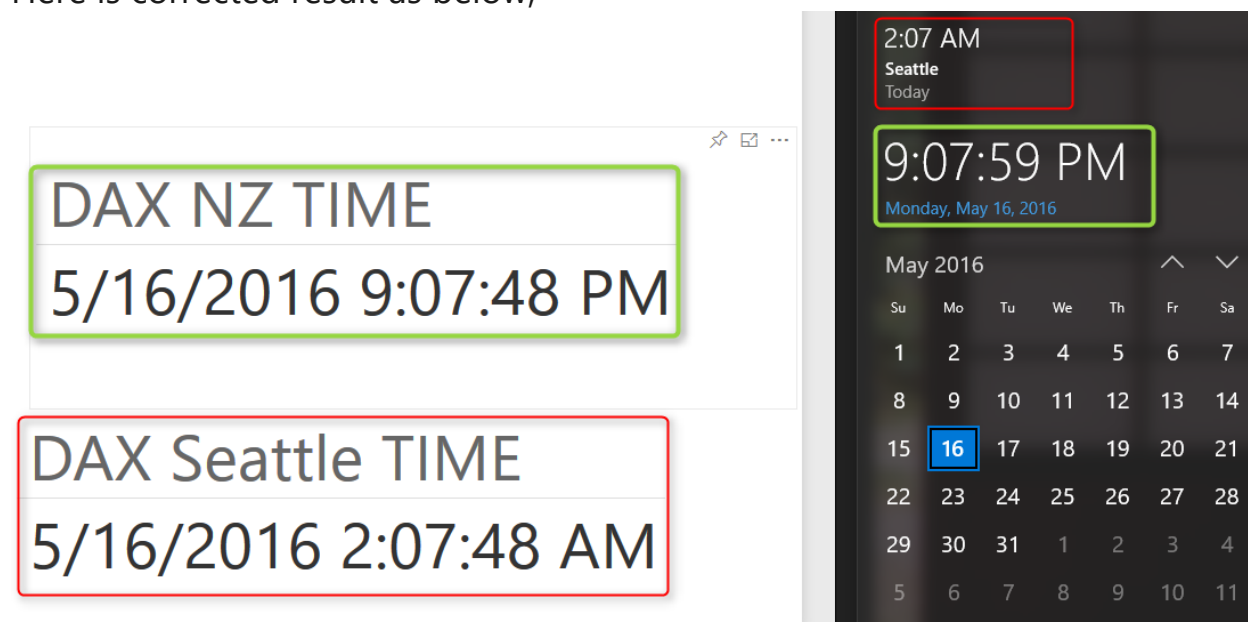 Here is corrected result as below,
DAX NZ TIME
5/16/2016 9:07:48 PM
DAX Seattle TIME
5/16/2016 2:07:48 AM
2:07 AM
Seattle
Today
9:07:59 PM
Monday, May 16, 2016
May 2016
Su Mo Tu We Th Fr Sa
1 2 3 4 5 6 7
8 9 10 11 12 13 14
15 16 17 18 19 20 21
22 23 24 25 26 27 28
29 30 31 1 2 3 4
5 6 7 8 9 10 11